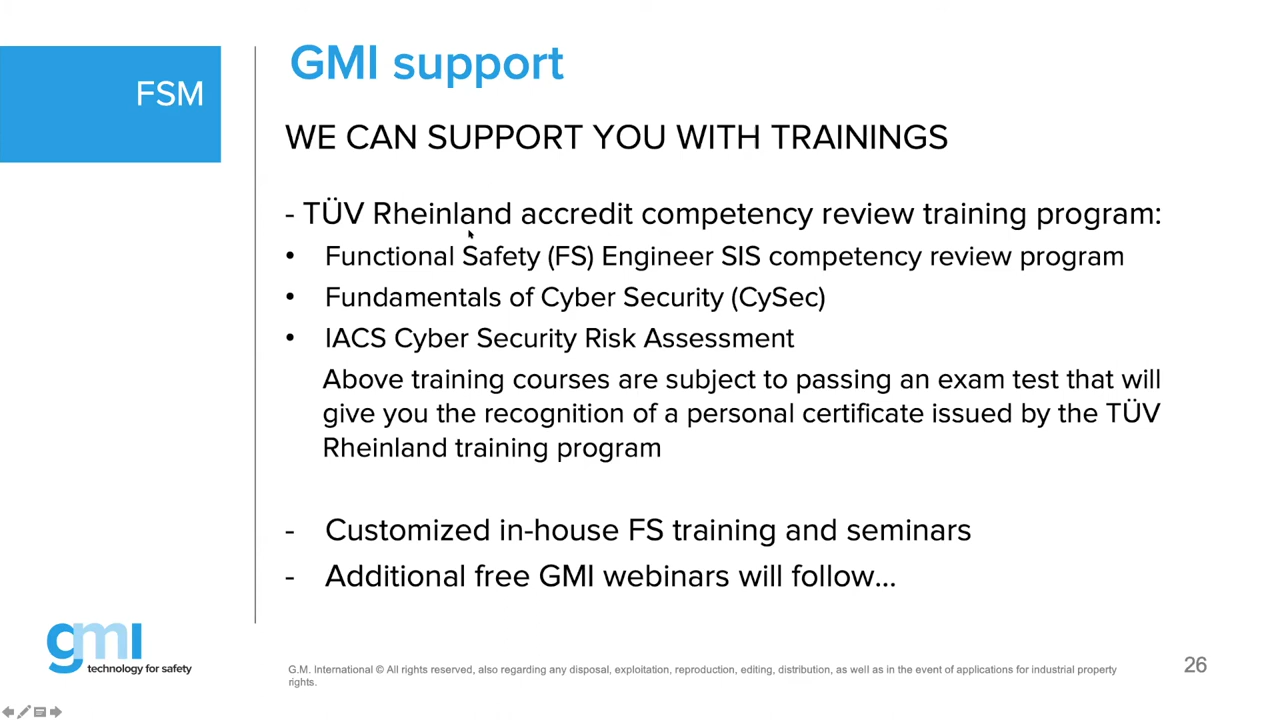 FSM
GMI support
WE CAN SUPPORT YOU WITH TRAININGS
- TÜV Rheinland accredit competency review training program:
• Functional Safety (FS) Engineer SIS competency review program
• Fundamentals of Cyber Security (CySec)
• IACS Cyber Security Risk Assessment
Above training courses are subject to passing an exam test that will
give you the recognition of a personal certificate issued by the TÜV
Rheinland training program
- Customized in-house FS training and seminars
- Additional free GMI webinars will follow...
gmi
technology for safety
G.M. International © All rights reserved, also regarding any disposal, exploitation, reproduction, editing, distribution, as well as in the event of applications for industrial property
rights.
26